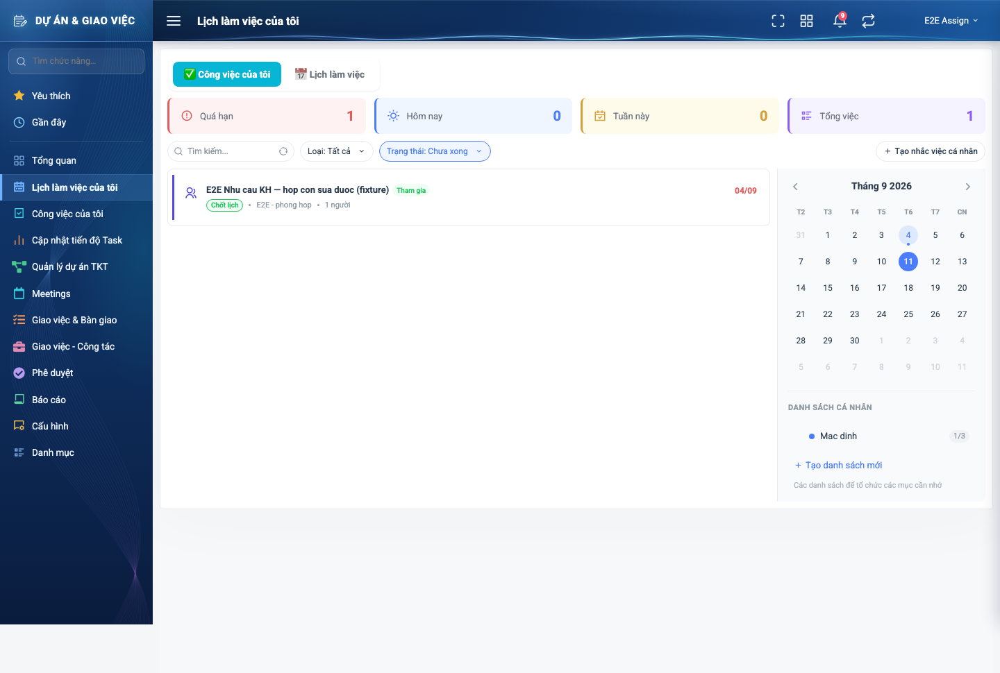 DỰ ÁN & GIAO VIỆC
Lịch làm việc của tôi
9
E2E Assign
Tìm chức năng...
Yêu thích
Gần đây
Tổng quan
Lịch làm việc của tôi
Công việc của tôi
Cập nhật tiến độ Task
Quản lý dự án TKT
Meetings
Giao việc & Bàn giao
Giao việc - Công tác
Phê duyệt
Báo cáo
Cấu hình
Danh mục
Công việc của tôi
17 Lịch làm việc
Quá hạn 1
Hôm nay 0
Tuần này 0
Tổng việc 1
Tìm kiếm...
Loại: Tất cả
Trạng thái: Chưa xong
+ Tạo nhắc việc cá nhân
E2E Nhu cau KH — hop con sua duoc (fixture) Tham gia 04/09
Chốt lịch • E2E - phong hop • 1 người
Tháng 9 2026
T2 T3 T4 T5 T6 T7 CN
31 1 2 3 4 5 6
7 8 9 10 11 12 13
14 15 16 17 18 19 20
21 22 23 24 25 26 27
28 29 30 1 2 3 4
5 6 7 8 9 10 11
DANH SÁCH CÁ NHÂN
Mac dinh 1/3
+ Tạo danh sách mới
Các danh sách để tổ chức các mục cần nhớ